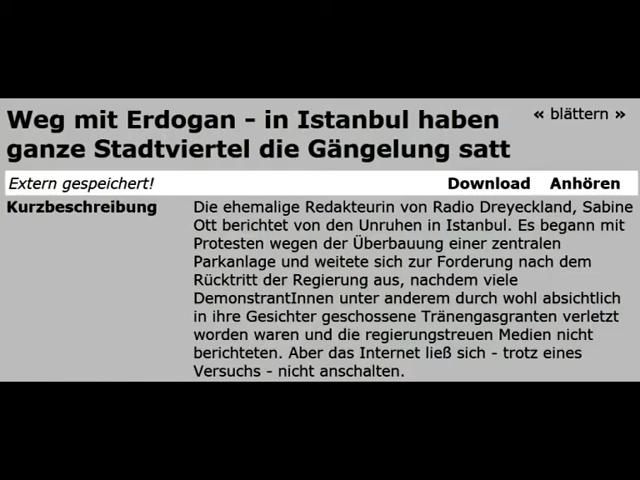 Weg mit Erdogan - in Istanbul haben « blättern »
ganze Stadtviertel die Gängelung satt
Extern gespeichert! Download Anhören
Kurzbeschreibung Die ehemalige Redakteurin von Radio Dreyeckland, Sabine
Ott berichtet von den Unruhen in Istanbul. Es begann mit
Protesten wegen der Überbauung einer zentralen
Parkanlage und weitete sich zur Forderung nach dem
Rücktritt der Regierung aus, nachdem viele
DemonstrantInnen unter anderem durch wohl absichtlich
in ihre Gesichter geschossene Tränengasgranten verletzt
worden waren und die regierungstreuen Medien nicht
berichteten. Aber das Internet ließ sich - trotz eines
Versuchs - nicht anschalten.